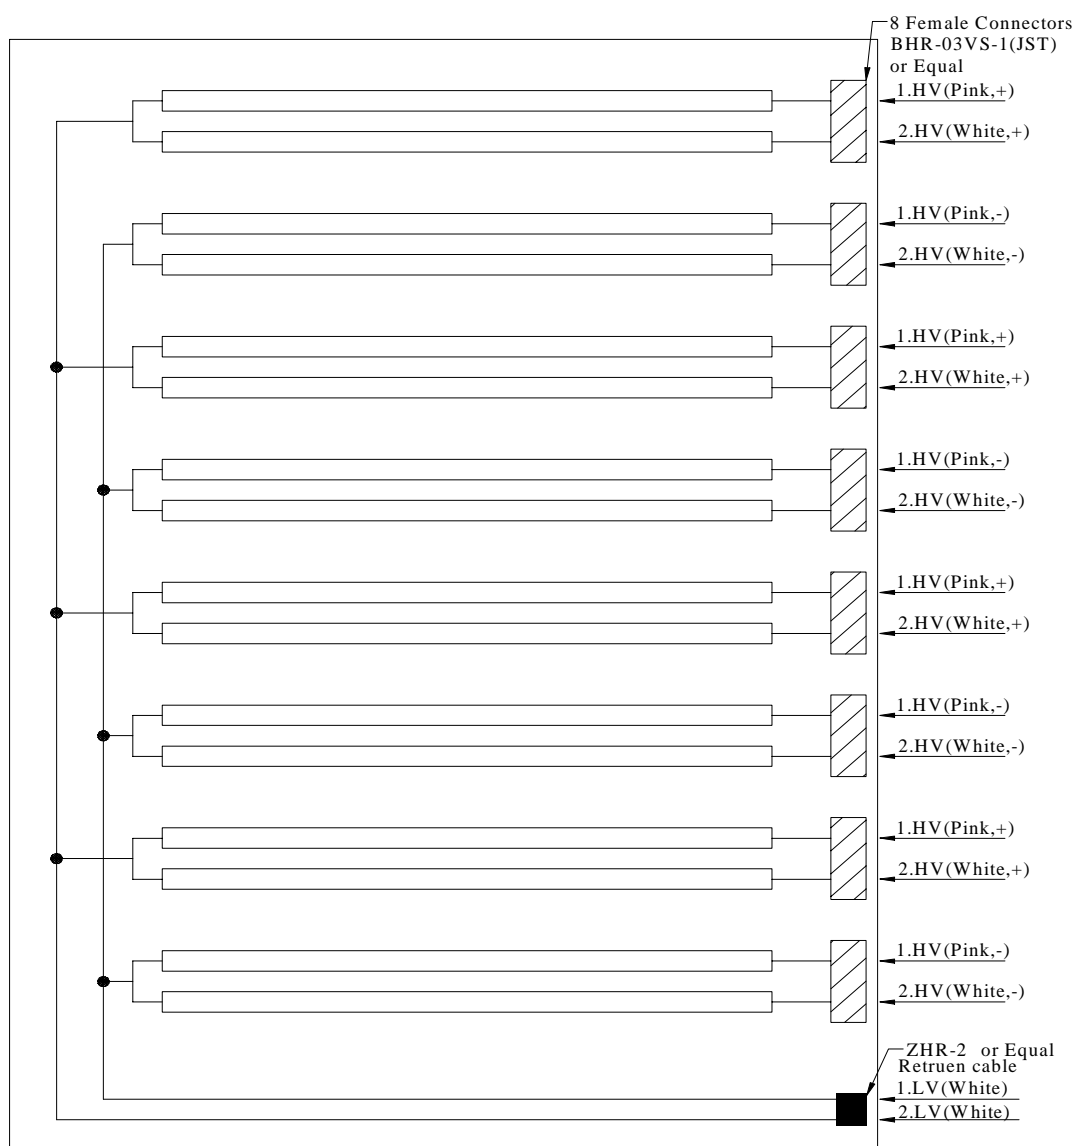 8 Female Connectors
BHR-03VS-1(JST)
or Equal
1.HV(Pink,+)
2.HV(White,+)
1.HV(Pink,-)
2.HV(White,-)
1.HV(Pink,+)
2.HV(White,+)
1.HV(Pink,-)
2.HV(White,-)
1.HV(Pink,+)
2.HV(White,+)
1.HV(Pink,-)
2.HV(White,-)
1.HV(Pink,+)
2.HV(White,+)
1.HV(Pink,-)
2.HV(White,-)
ZHR-2 or Equal
Retruen cable
1.LV(White)
2.LV(White)